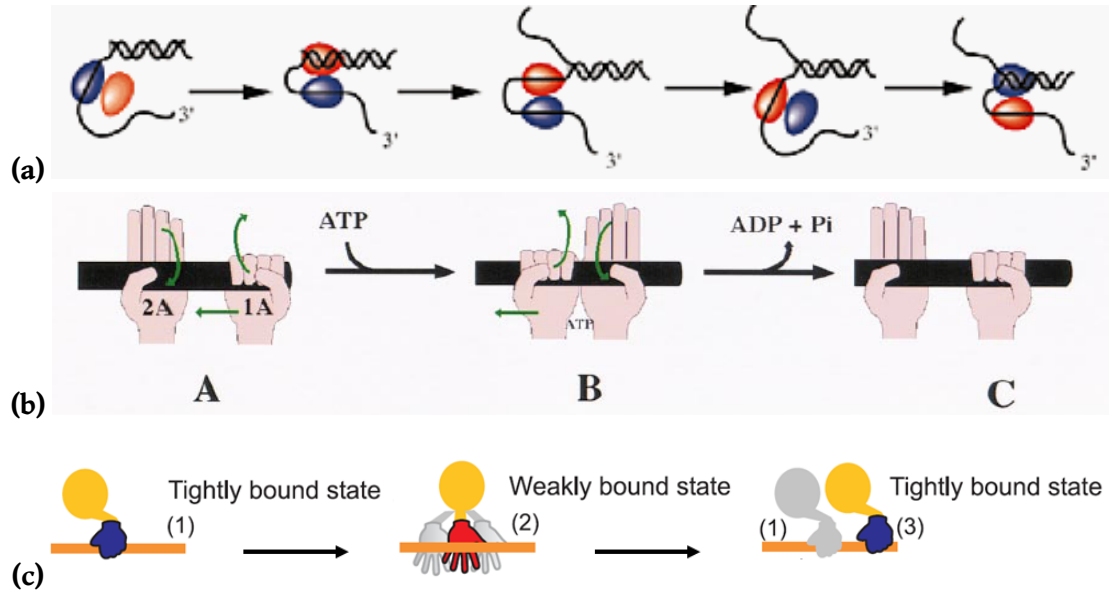 3' 3' 3' 3' 3'
(a)
ATP ADP + Pi
2A 1A ATP
A B C
(b)
Tightly bound state Weakly bound state Tightly bound state
(1) (2) (1) (3)
(c)